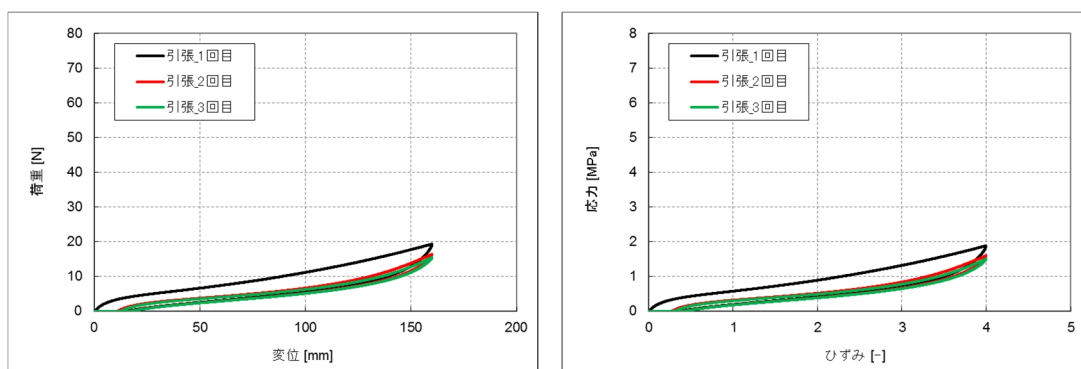 80
70
60
50
40
30
20
10
0
荷重 [N]
引張_1回目
引張_2回目
引張_3回目
0 50 100 150 200
変位 [mm]
8
7
6
5
4
3
2
1
0
応力 [MPa]
引張_1回目
引張_2回目
引張_3回目
0 1 2 3 4 5
ひずみ [-]